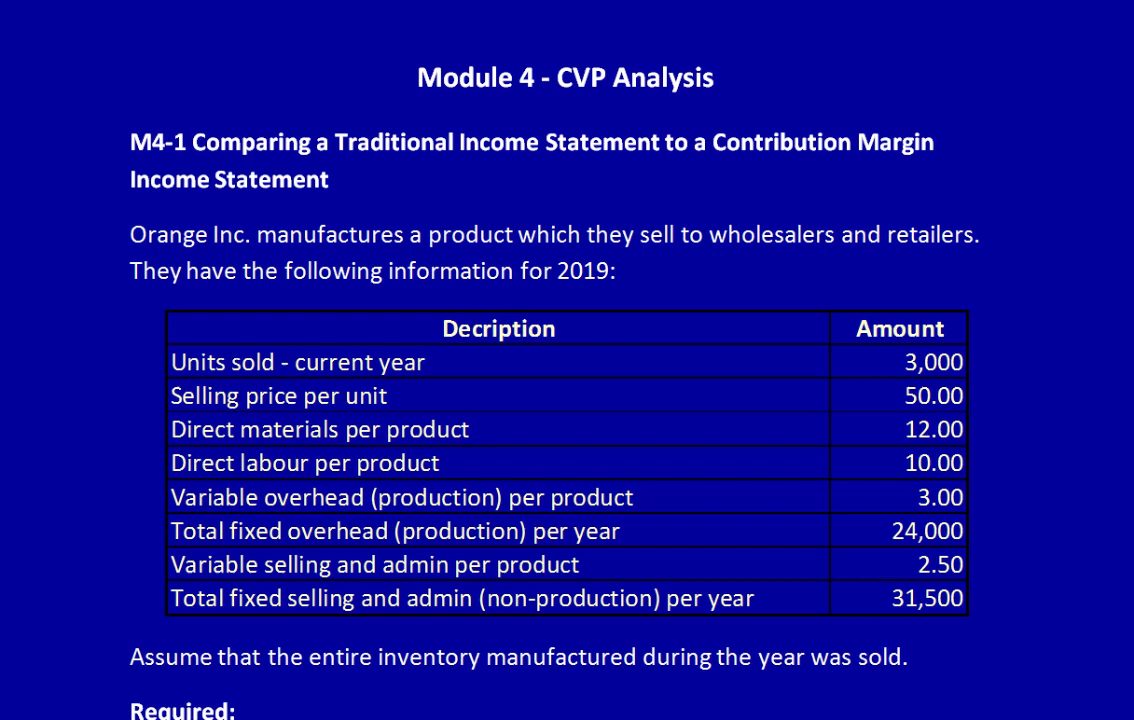 Module 4 - CVP Analysis
M4-1 Comparing a Traditional Income Statement to a Contribution Margin
Income Statement
Orange Inc. manufactures a product which they sell to wholesalers and retailers.
They have the following information for 2019:
Decription Amount
Units sold - current year 3,000
Selling price per unit 50.00
Direct materials per product 12.00
Direct labour per product 10.00
Variable overhead (production) per product 3.00
Total fixed overhead (production) per year 24,000
Variable selling and admin per product 2.50
Total fixed selling and admin (non-production) per year 31,500
Assume that the entire inventory manufactured during the year was sold.
Required: